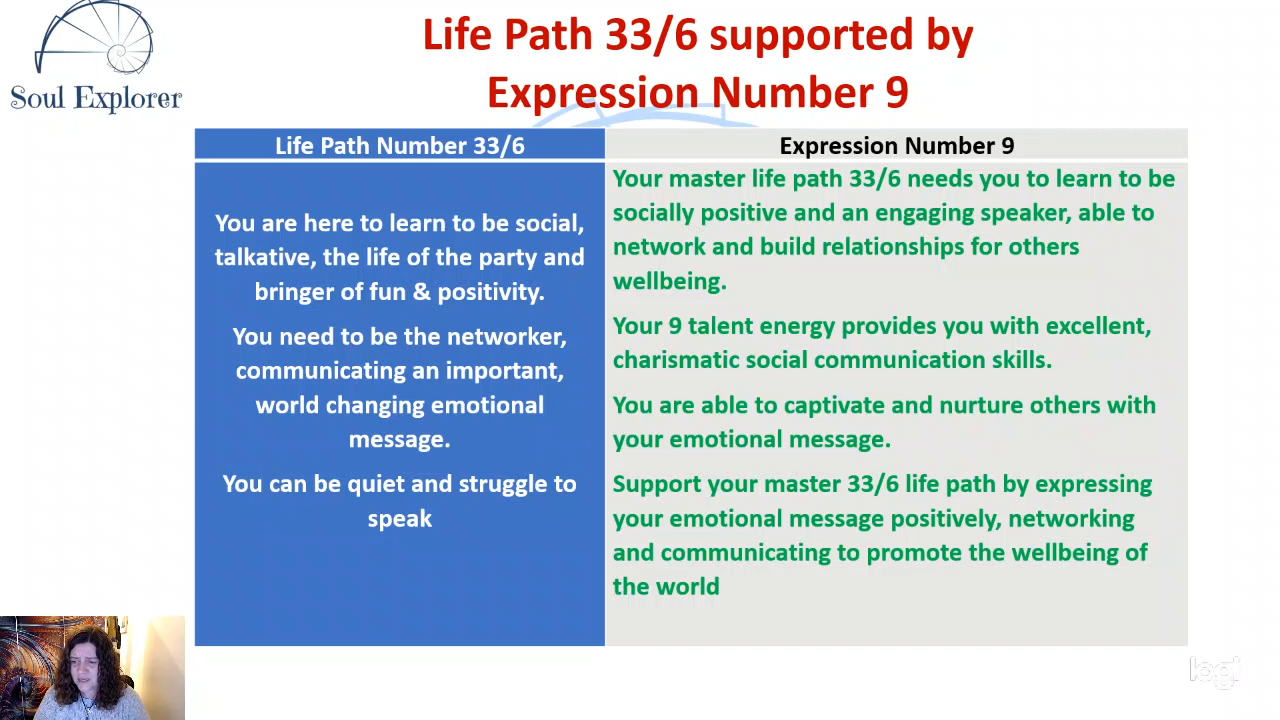 Life Path 33/6 supported by
Expression Number 9
Soul Explorer
Life Path Number 33/6
Expression Number 9
You are here to learn to be social,
talkative, the life of the party and
bringer of fun & positivity.
You need to be the networker,
communicating an important,
world changing emotional
message.
You can be quiet and struggle to
speak
Your master life path 33/6 needs you to learn to be
socially positive and an engaging speaker, able to
network and build relationships for others
wellbeing.
Your 9 talent energy provides you with excellent,
charismatic social communication skills.
You are able to captivate and nurture others with
your emotional message.
Support your master 33/6 life path by expressing
your emotional message positively, networking
and communicating to promote the wellbeing of
the world
logi